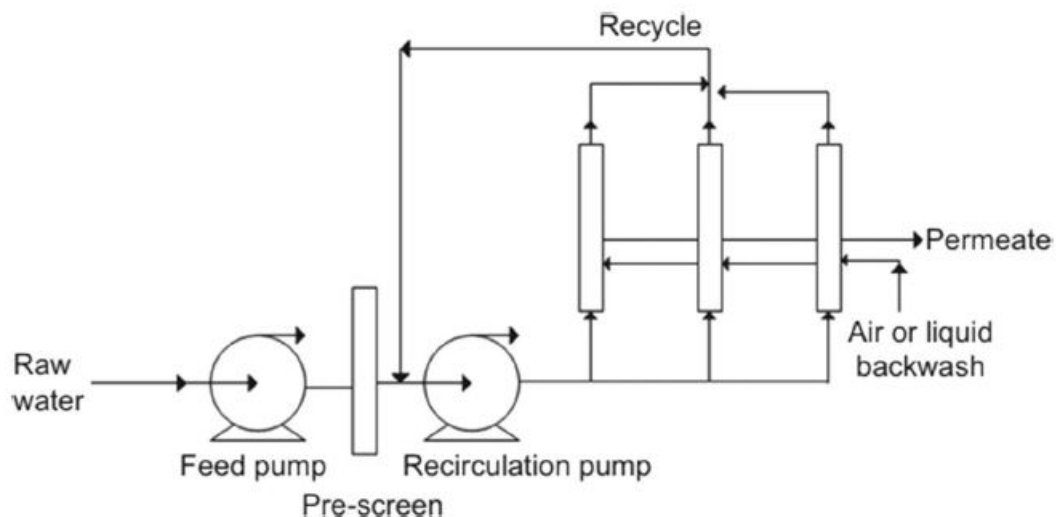 Recycle
Permeate
Air or liquid
backwash
Raw
water
Feed pump
Recirculation pump
Pre-screen